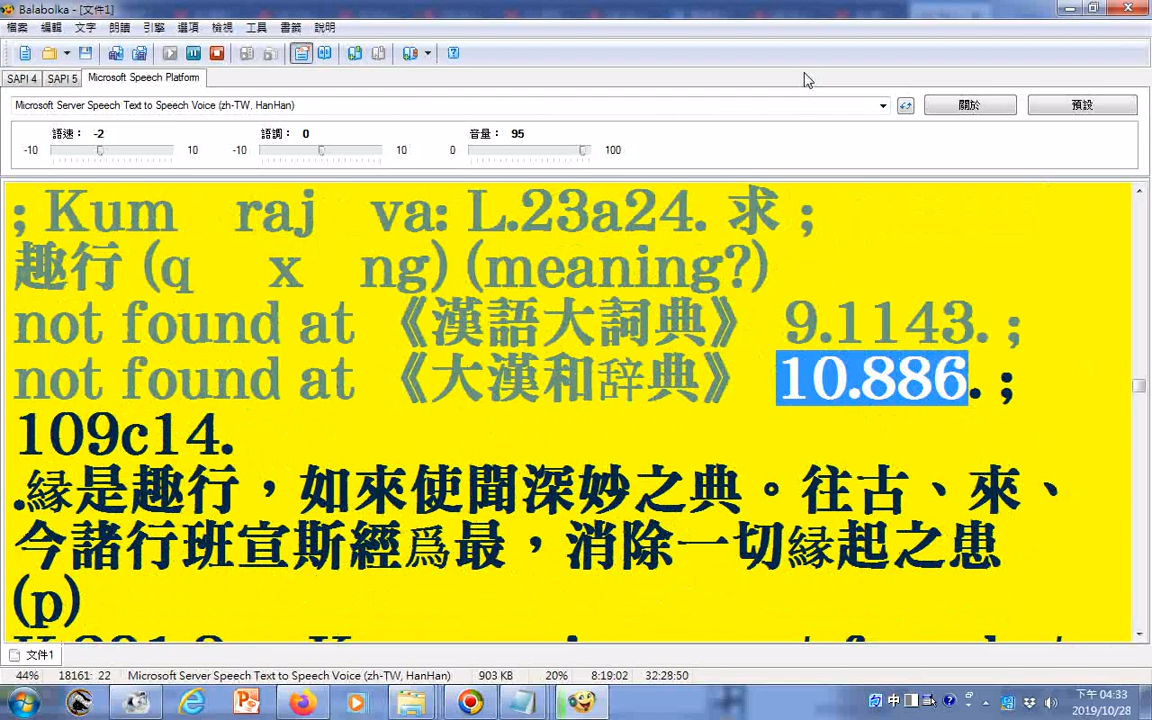 Balabolka - [文件1]
檔案 編輯 文字 朗讀 引擎 選項 檢視 工具 書籤 說明
SAPI 4 SAPI 5 Microsoft Speech Platform
Microsoft Server Speech Text to Speech Voice (zh-TW, HanHan) 關於 預設
語速： -2 語調： 0 音量： 95
-10 10 -10 10 0 100
; Kum raj va: L.23a24. 求 ;
趣行 (q x ng) (meaning?)
not found at 《漢語大詞典》 9.1143. ;
not found at 《大漢和辞典》 10.886. ;
109c14.
.縁是趣行，如來使聞深妙之典。往古、來、
今諸行班宣斯經爲最，消除一切縁起之患
(p)
文件1
44% 18161: 22 Microsoft Server Speech Text to Speech Voice (zh-TW, HanHan) 903 KB 20% 8:19:02 32:28:50
中 下午 04:33
2019/10/28